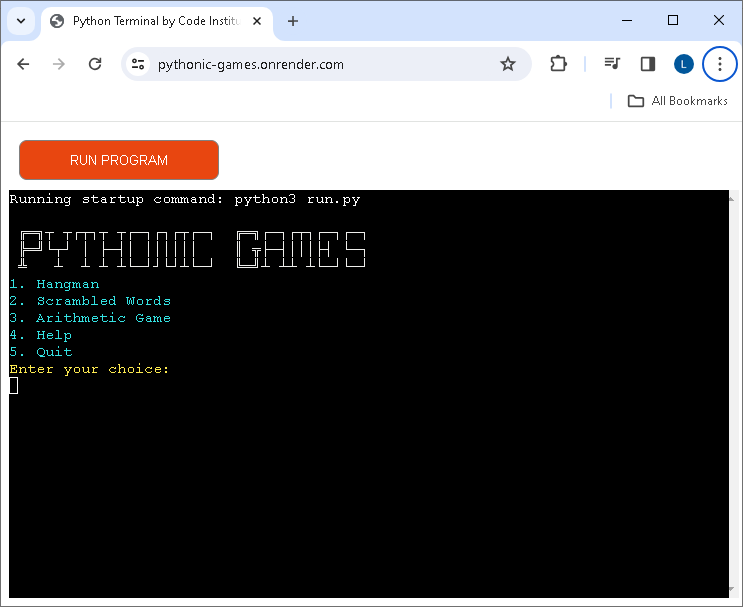 Python Terminal by Code Institu
pythonic-games.onrender.com
L
All Bookmarks
RUN PROGRAM
Running startup command: python3 run.py
PYTHONIC GAMES
1. Hangman
2. Scrambled Words
3. Arithmetic Game
4. Help
5. Quit
Enter your choice: